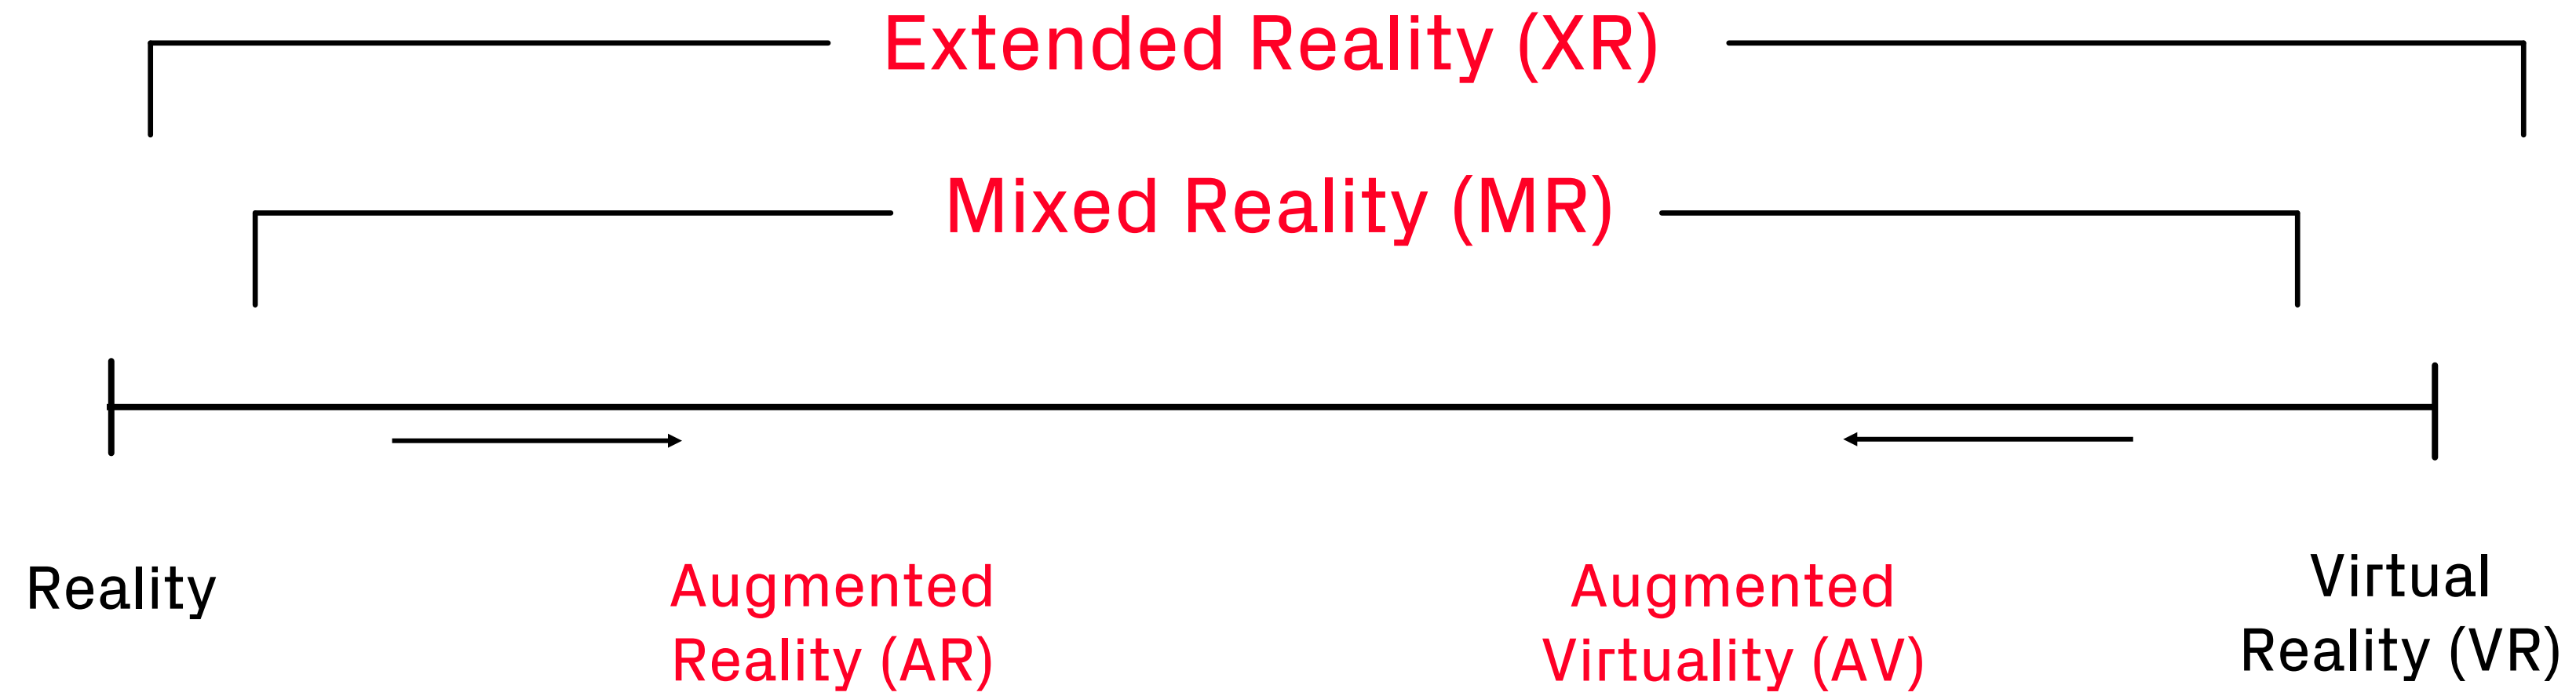 Extended Reality (XR)
Mixed Reality (MR)
Reality
Augmented
Reality (AR)
Augmented
Virtuality (AV)
Virtual
Reality (VR)